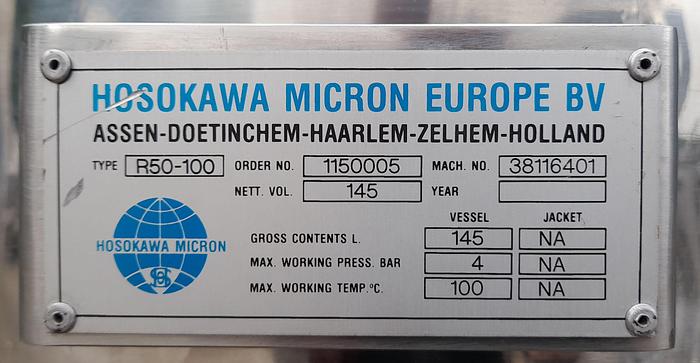 HOSOKAWA MICRON EUROPE BV
ASSEN-DOETINCHEM-HAARLEM-ZELHEM-HOLLAND
TYPE R50-100 ORDER NO. 1150005 MACH. NO. 38116401
NETT. VOL. 145 YEAR
VESSEL JACKET
HOSOKAWA MICRON
GROSS CONTENTS L. 145 NA
MAX. WORKING PRESS. BAR 4 NA
MAX. WORKING TEMP.ºC. 100 NA